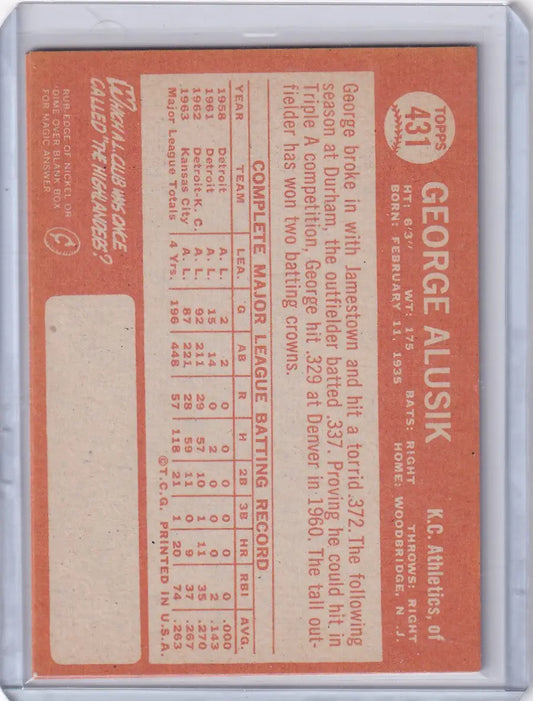 TOPPS
431
GEORGE ALUSIK
K.C. Athletics, of
HT: 6'3" WT: 175 BATS: RIGHT THROWS: RIGHT
BORN: FEBRUARY 11, 1935 HOME: WOODBRIDGE, N.J.
George broke in with Jamestown and hit a torrid .372. The following
season at Durham, the outfielder batted .337. Proving he could hit in
Triple A competition, George hit .329 at Denver in 1960. The tall out-
fielder has won two batting crowns.
COMPLETE MAJOR LEAGUE BATTING RECORD
YEAR TEAM LEA. G AB R H 2B 3B HR RBI AVG.
1958 Detroit A. L. 2 2 0 0 0 0 0 0 .000
1961 Detroit A. L. 15 14 0 2 0 0 0 2 .143
1962 Detroit-K. C. A. L. 92 211 29 57 10 1 11 35 .270
1963 Kansas City A. L. 87 221 28 59 11 0 9 37 .267
Major League Totals 4 Yrs. 196 448 57 118 21 1 20 74 .263
©T.C.G. PRINTED IN U.S.A.
WHICH A.L. CLUB WAS ONCE
CALLED "THE HIGHLANDERS?
RUB EDGE OF NICKEL OR
DIME OVER BLANK BOX
FOR MAGIC ANSWER